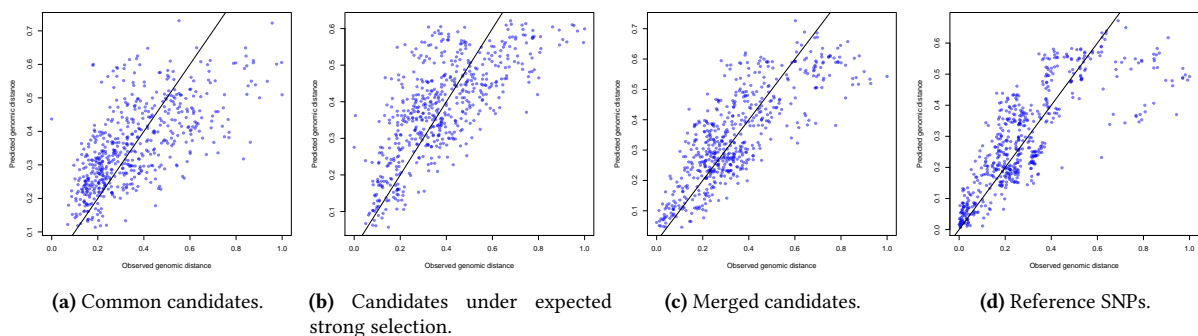 Predicted genomic distance
0.1 0.2 0.3 0.4 0.5 0.6 0.7
0.0 0.2 0.4 0.6 0.8 1.0
Observed genomic distance
(a) Common candidates.
Predicted genomic distance
0.1 0.2 0.3 0.4 0.5 0.6
0.0 0.2 0.4 0.6 0.8 1.0
Observed genomic distance
(b) Candidates under expected
strong selection.
Predicted genomic distance
0.1 0.2 0.3 0.4 0.5 0.6 0.7
0.0 0.2 0.4 0.6 0.8 1.0
Observed genomic distance
(c) Merged candidates.
Predicted genomic distance
0.0 0.1 0.2 0.3 0.4 0.5 0.6
0.0 0.2 0.4 0.6 0.8 1.0
Observed genomic distance
(d) Reference SNPs.